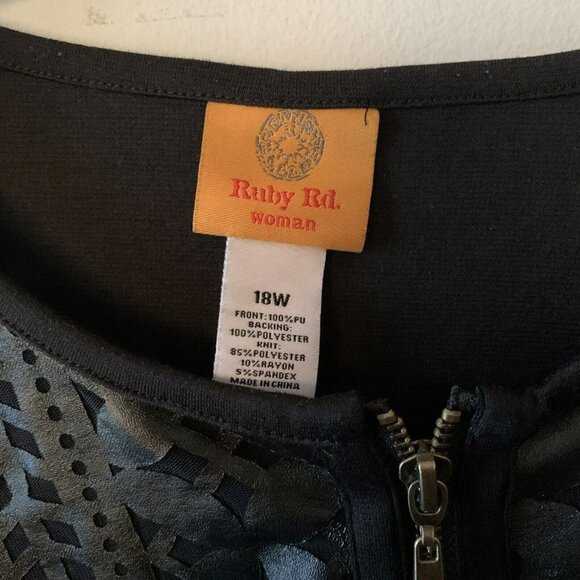 Ruby Rd.
woman
18W
FRONT:100%PU
BACKING:
100%POLYESTER
KNIT:
85%POLYESTER
10%RAYON
5%SPANDEX
MADE IN CHINA